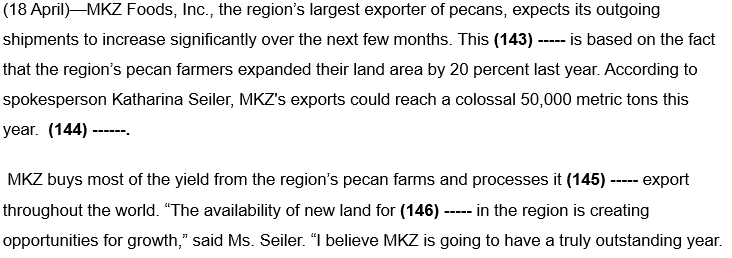 (18 April)—MKZ Foods, Inc., the region’s largest exporter of pecans, expects its outgoing
shipments to increase significantly over the next few months. This (143) ----- is based on the fact
that the region’s pecan farmers expanded their land area by 20 percent last year. According to
spokesperson Katharina Seiler, MKZ's exports could reach a colossal 50,000 metric tons this
year. (144) ------.
MKZ buys most of the yield from the region’s pecan farms and processes it (145) ----- export
throughout the world. “The availability of new land for (146) ----- in the region is creating
opportunities for growth,” said Ms. Seiler. “I believe MKZ is going to have a truly outstanding year.